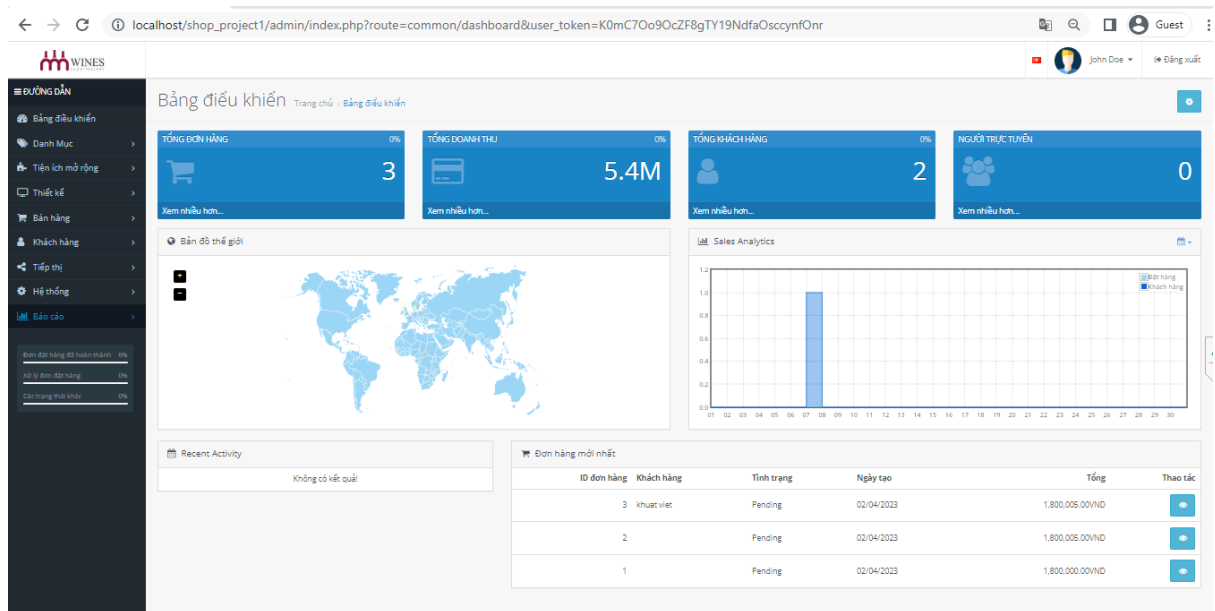 localhost/shop_project1/admin/index.php?route=common/dashboard&user_token=K0mC7Oo9OcZF8gTY19NdfaOsccynfOnr
Guest
WINES
John Doe
Đăng xuất
ĐƯỜNG DẪN
Bảng điều khiển
Danh Mục
Tiện ích mở rộng
Thiết kế
Bán hàng
Khách hàng
Tiếp thị
Hệ thống
Báo cáo
Đơn đặt hàng đã hoàn thành 0%
Xử lý đơn đặt hàng 0%
Các trạng thái khác 0%
Bảng điều khiển Trang chủ › Bảng điều khiển
TỔNG ĐƠN HÀNG 0%
3
Xem nhiều hơn...
TỔNG DOANH THU 0%
5.4M
Xem nhiều hơn...
TỔNG KHÁCH HÀNG 0%
2
Xem nhiều hơn...
NGƯỜI TRỰC TUYẾN
0
Xem nhiều hơn...
Bản đồ thế giới
+
-
Sales Analytics
Đặt hàng
Khách hàng
1.2
1.0
0.8
0.6
0.4
0.2
0.0
01 02 03 04 05 06 07 08 09 10 11 12 13 14 15 16 17 18 19 20 21 22 23 24 25 26 27 28 29 30
Recent Activity
Không có kết quả!
Đơn hàng mới nhất
ID đơn hàng Khách hàng Tình trạng Ngày tạo Tổng Thao tác
3 khuat viet Pending 02/04/2023 1,800,005.00VND
2 Pending 02/04/2023 1,800,005.00VND
1 Pending 02/04/2023 1,800,000.00VND